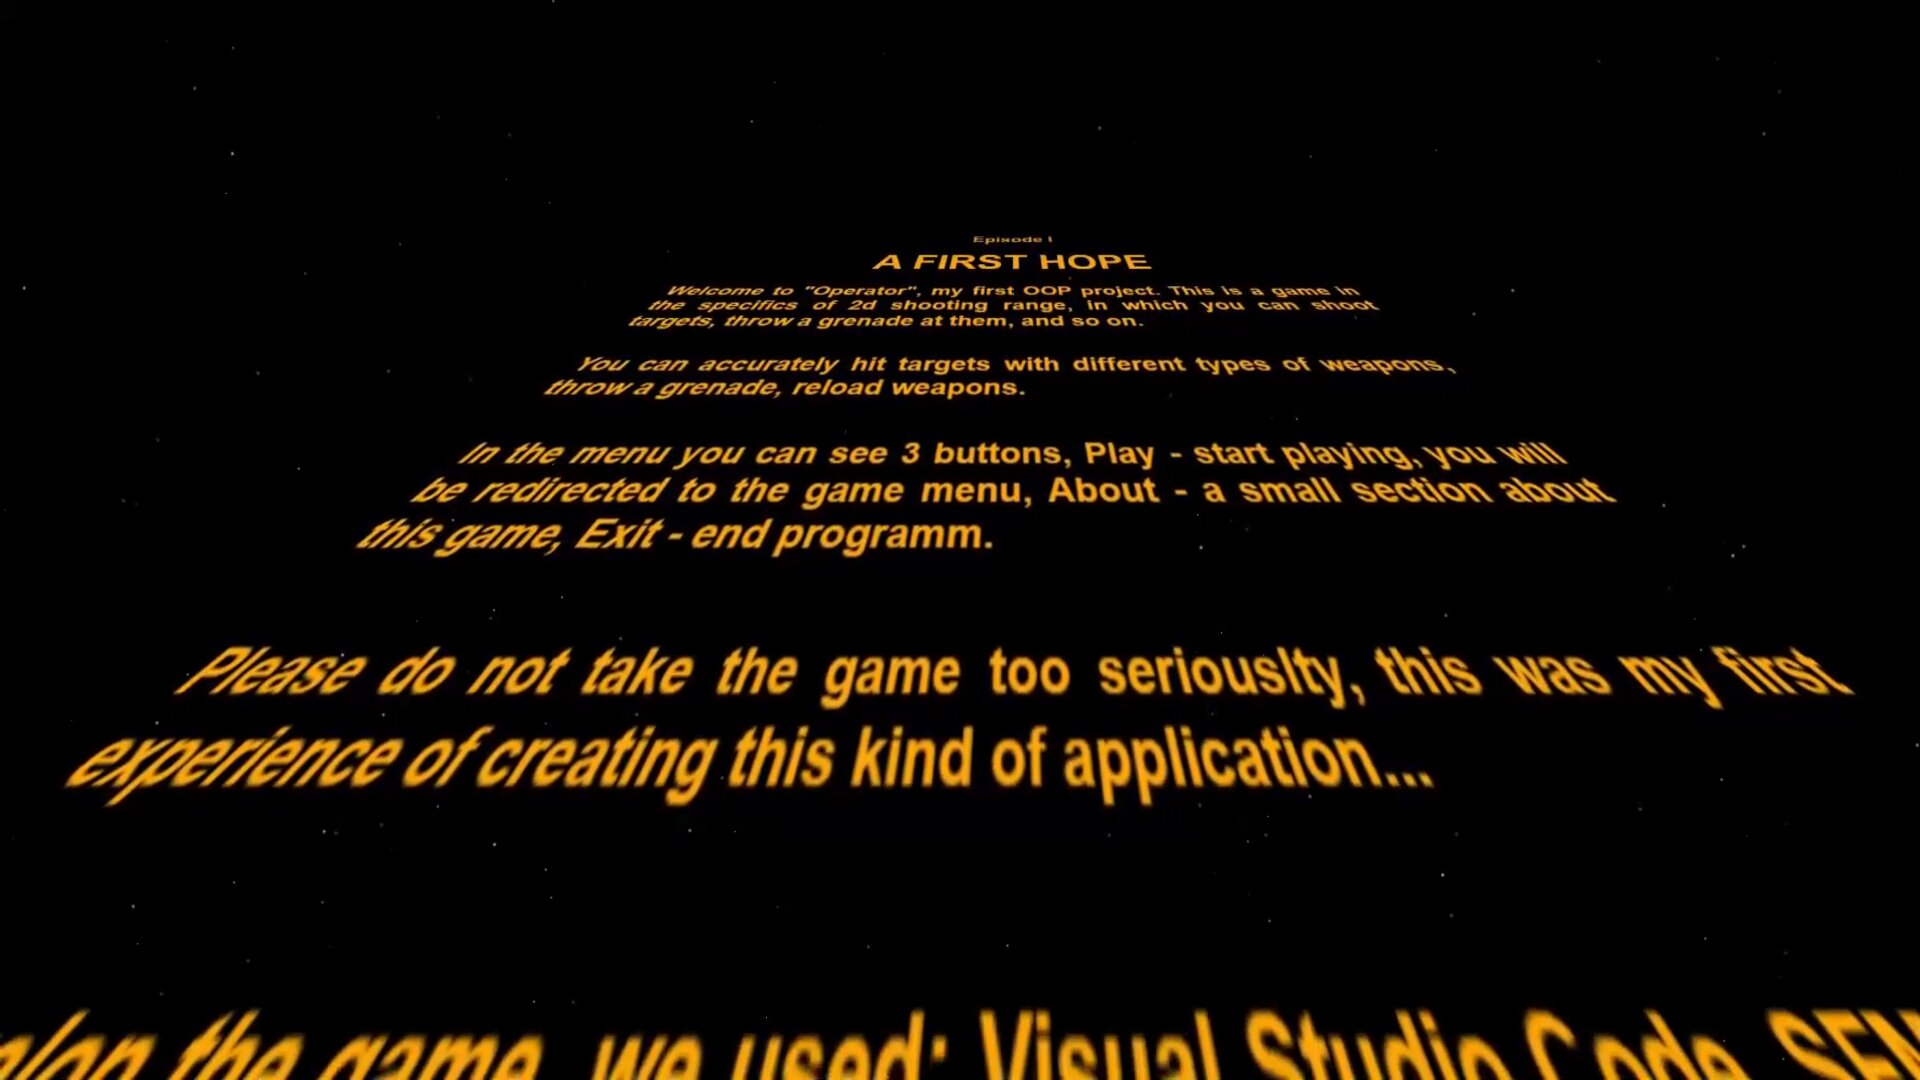 Episode I
A FIRST HOPE
Welcome to "Operator", my first OOP project. This is a game in
the specifics of 2d shooting range, in which you can shoot
targets, throw a grenade at them, and so on.
You can accurately hit targets with different types of weapons,
throw a grenade, reload weapons.
In the menu you can see 3 buttons, Play - start playing, you will
be redirected to the game menu, About - a small section about
this game, Exit - end programm.
Please do not take the game too seriouslty, this was my first
experience of creating this kind of application...
the game, we used: Visual Studio Code,